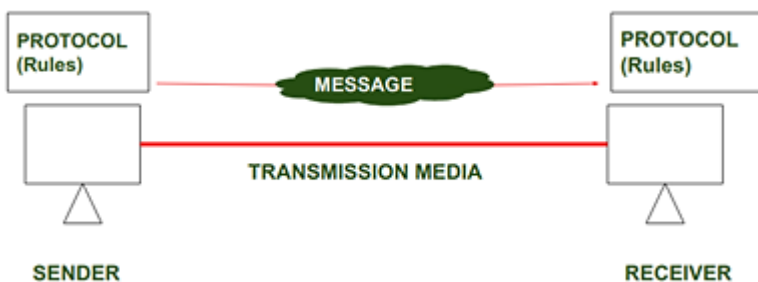 PROTOCOL
(Rules)
PROTOCOL
(Rules)
MESSAGE
TRANSMISSION MEDIA
SENDER
RECEIVER